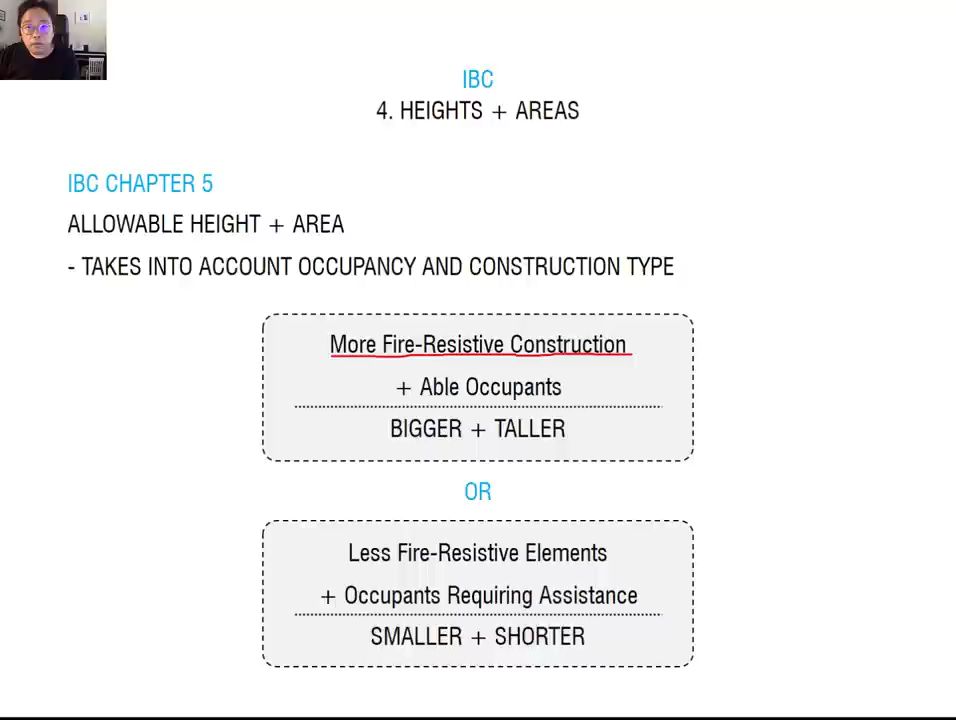 IBC
4. HEIGHTS + AREAS
IBC CHAPTER 5
ALLOWABLE HEIGHT + AREA
- TAKES INTO ACCOUNT OCCUPANCY AND CONSTRUCTION TYPE
More Fire-Resistive Construction
+ Able Occupants
BIGGER + TALLER
OR
Less Fire-Resistive Elements
+ Occupants Requiring Assistance
SMALLER + SHORTER